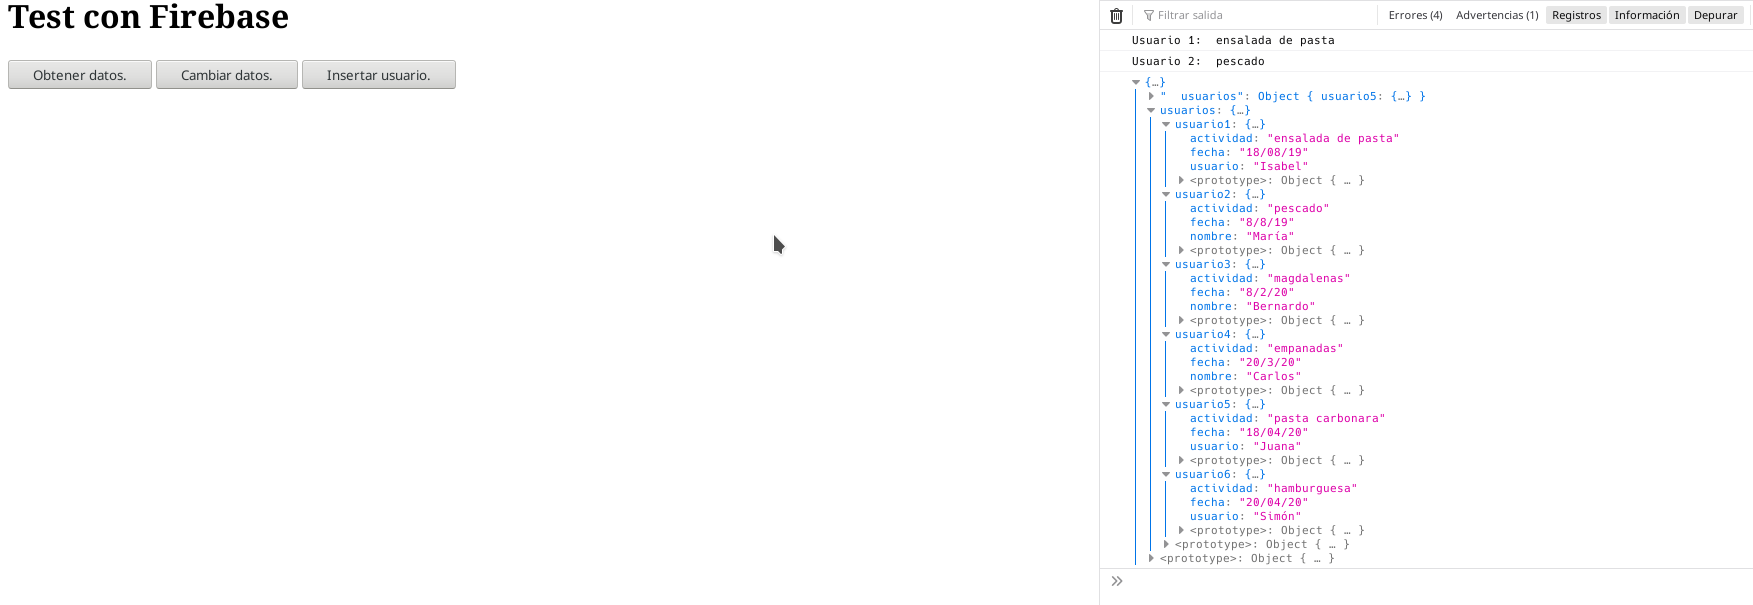 Test con Firebase
Obtener datos. Cambiar datos. Insertar usuario.
Filtrar salida Errores (4) Advertencias (1) Registros Información Depurar
Usuario 1:  ensalada de pasta
Usuario 2:  pescado
{…}
"  usuarios": Object { usuario5: {…} }
usuarios: {…}
usuario1: {…}
actividad: "ensalada de pasta"
fecha: "18/08/19"
usuario: "Isabel"
<prototype>: Object { … }
usuario2: {…}
actividad: "pescado"
fecha: "8/8/19"
nombre: "María"
<prototype>: Object { … }
usuario3: {…}
actividad: "magdalenas"
fecha: "8/2/20"
nombre: "Bernardo"
<prototype>: Object { … }
usuario4: {…}
actividad: "empanadas"
fecha: "20/3/20"
nombre: "Carlos"
<prototype>: Object { … }
usuario5: {…}
actividad: "pasta carbonara"
fecha: "18/04/20"
usuario: "Juana"
<prototype>: Object { … }
usuario6: {…}
actividad: "hamburguesa"
fecha: "20/04/20"
usuario: "Simón"
<prototype>: Object { … }
<prototype>: Object { … }
<prototype>: Object { … }